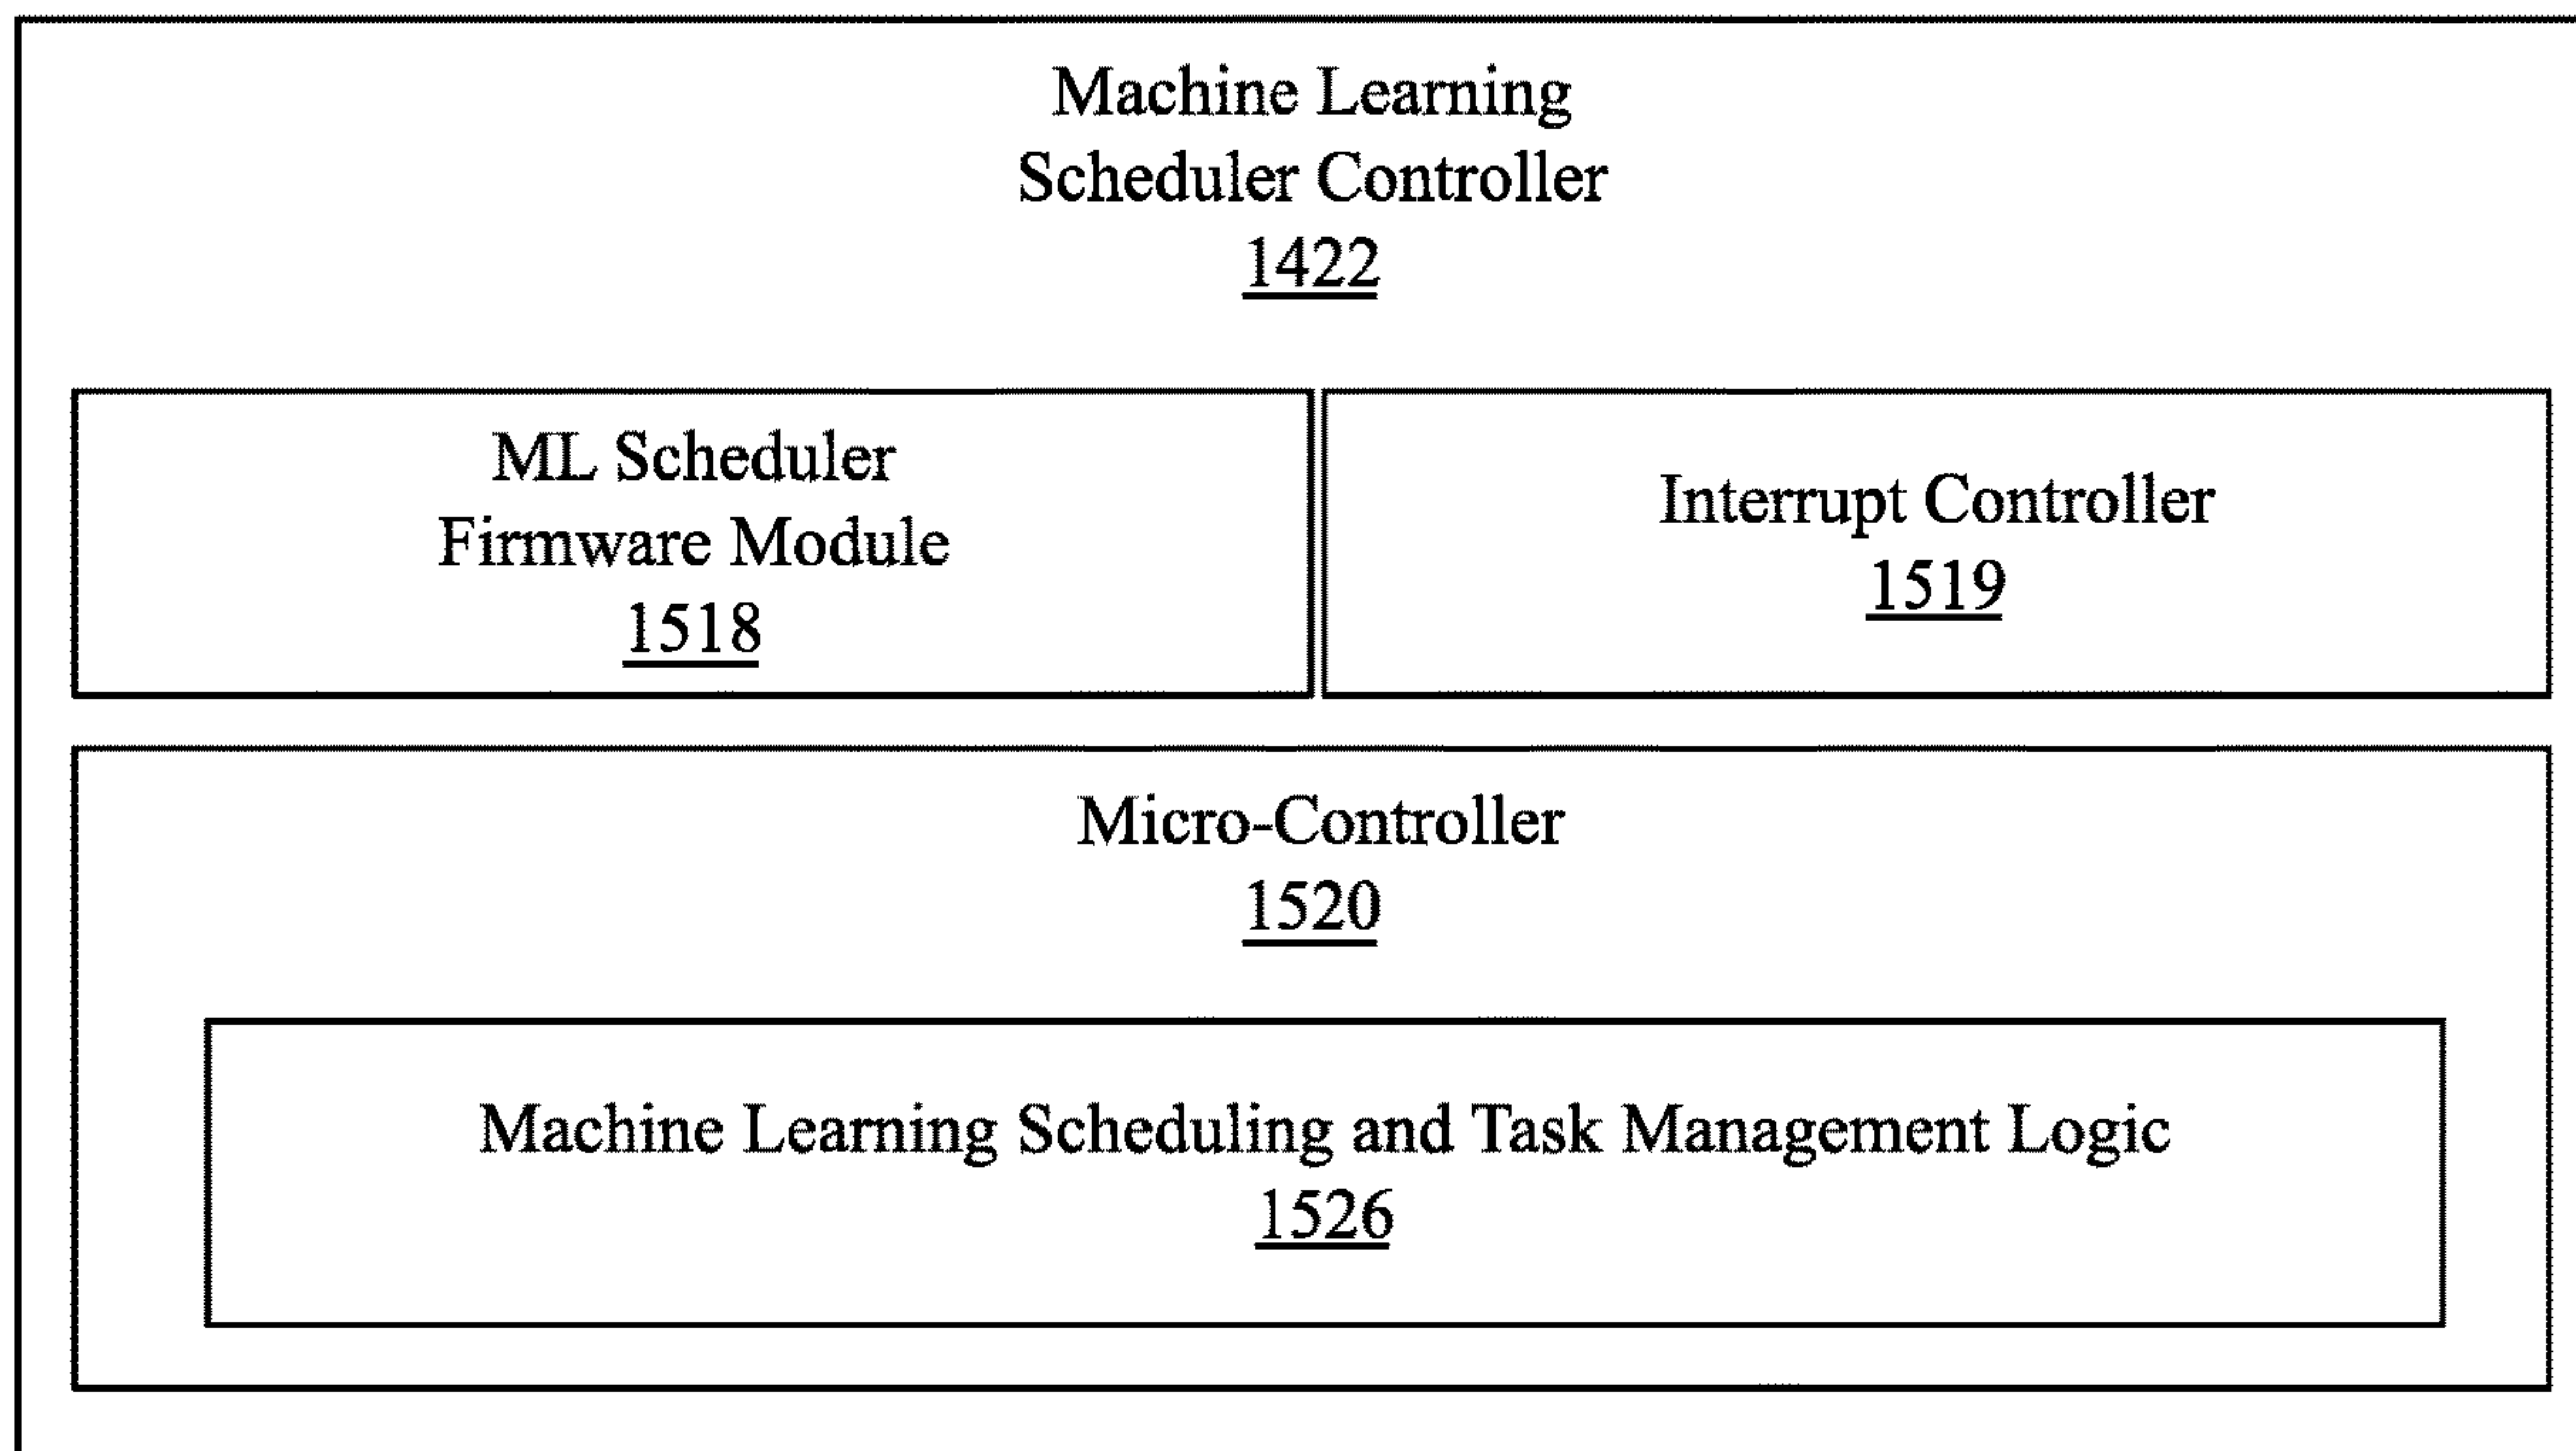 Machine Learning
Scheduler Controller
1422
ML Scheduler
Firmware Module
1518
Interrupt Controller
1519
Micro-Controller
1520
Machine Learning Scheduling and Task Management Logic
1526